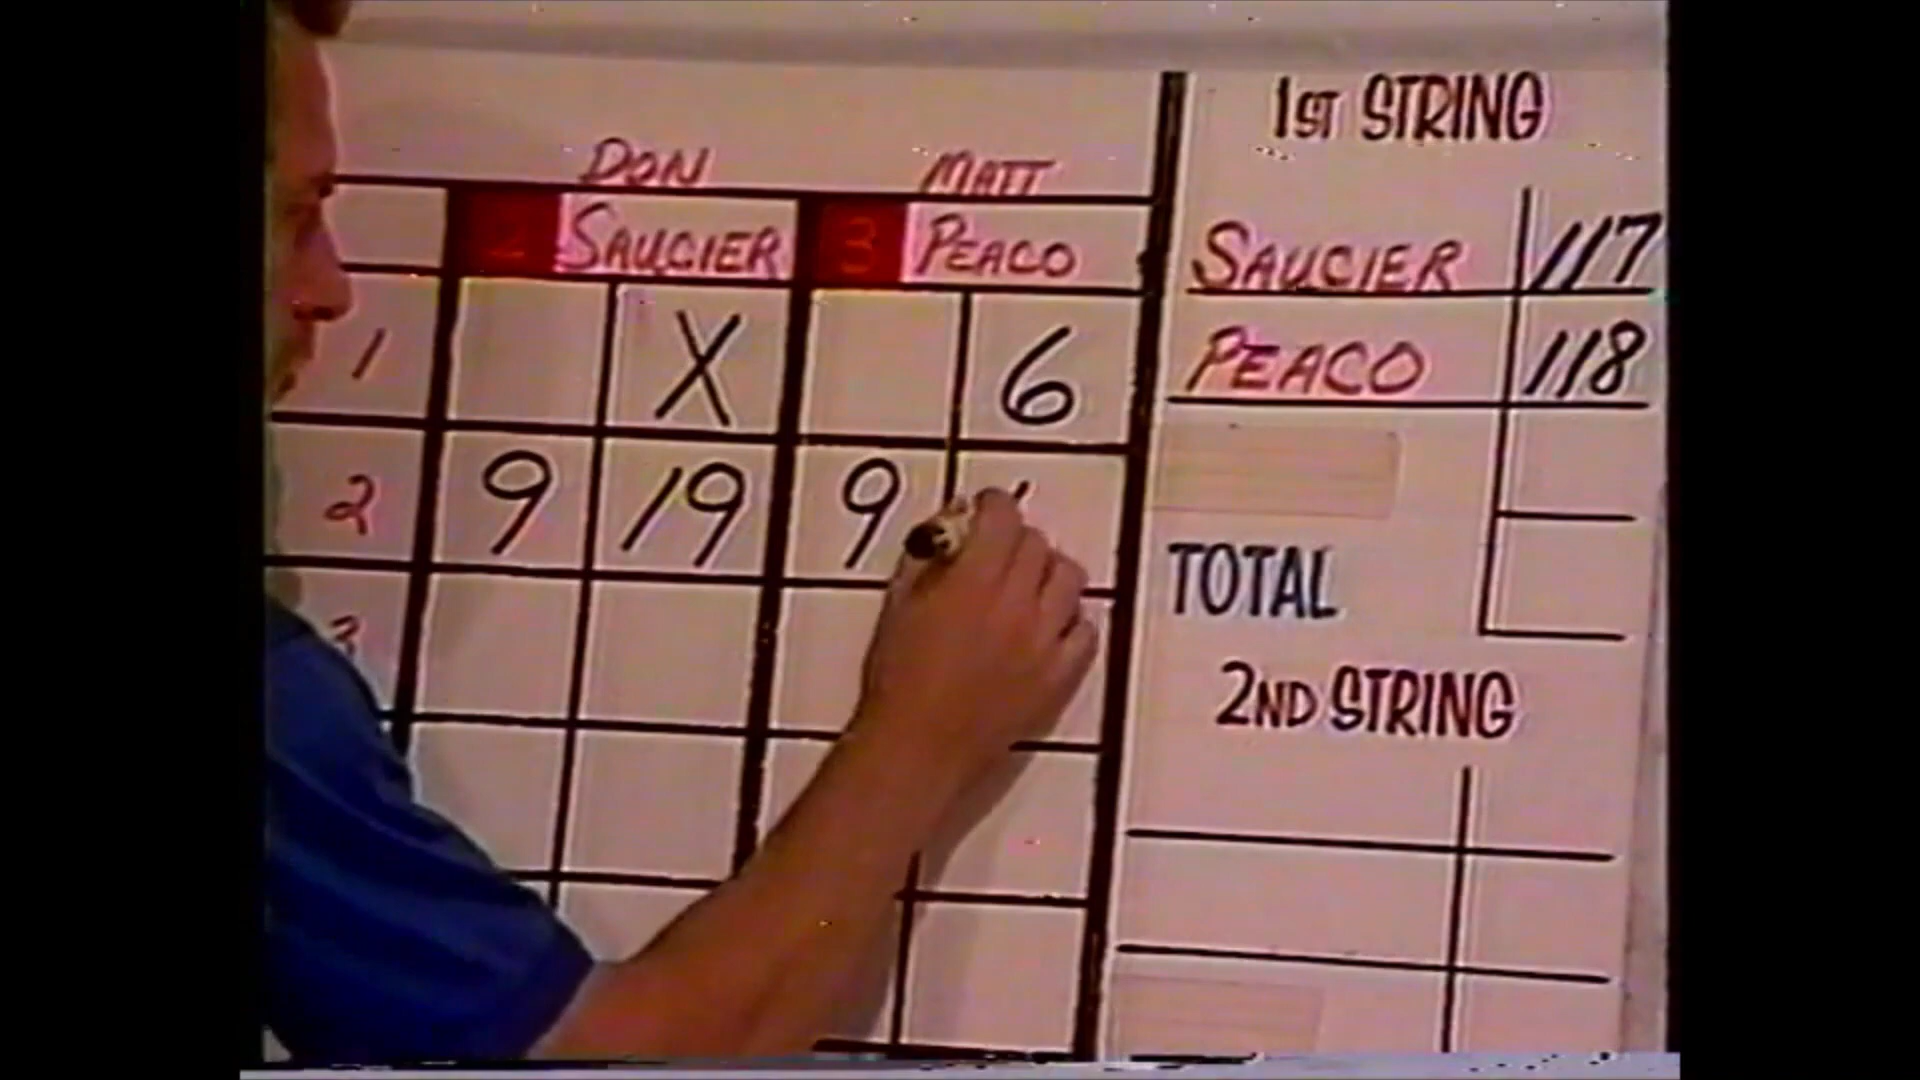 DON MATT
2 SAUCIER 3 PEACO
1 X 6
2 9 19 9
3
1ST STRING
SAUCIER 117
PEACO 118
TOTAL
2ND STRING